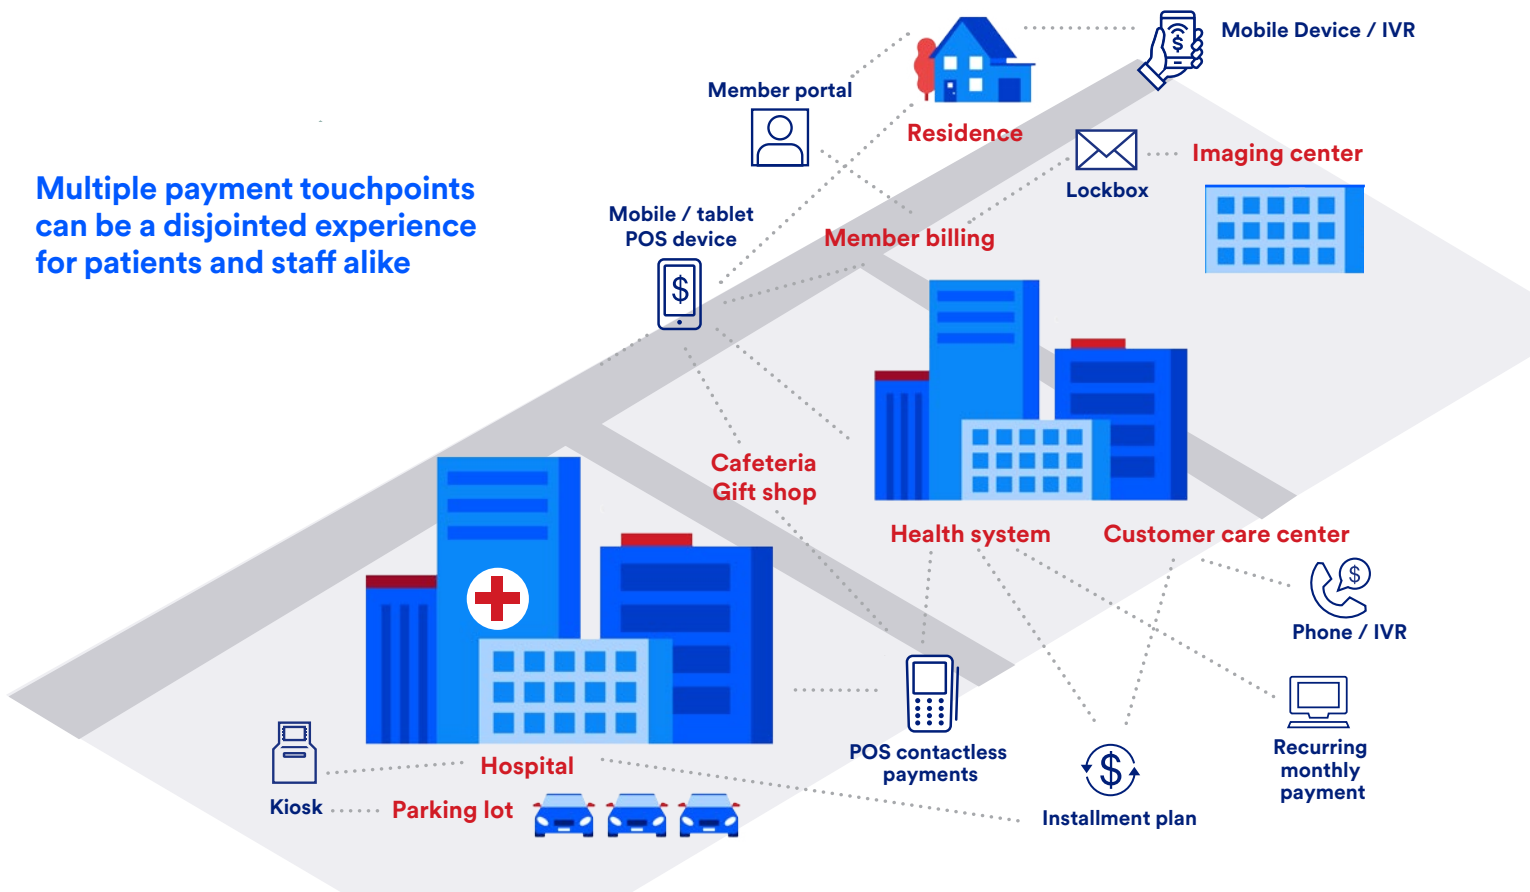 Mobile Device / IVR
Member portal
Residence
Imaging center
Lockbox
Multiple payment touchpoints
can be a disjointed experience
for patients and staff alike
Mobile / tablet
POS device
$
Member billing
Cafeteria
Gift shop
Health system
Customer care center
$
Phone / IVR
POS contactless
payments
$
Installment plan
Recurring
monthly
payment
Hospital
Kiosk
Parking lot
$